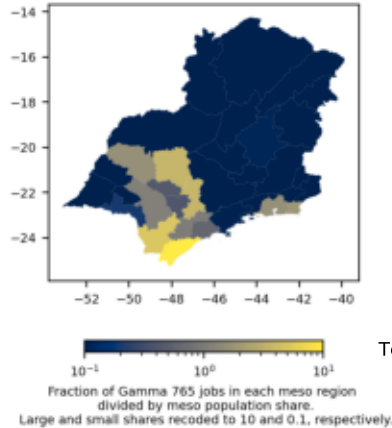 −14
−16
−18
−20
−22
−24
−52 −50 −48 −46 −44 −42 −40
10⁻¹ 10⁰ 10¹
Fraction of Gamma 765 jobs in each meso region
divided by meso population share.
Large and small shares recoded to 10 and 0.1, respectively